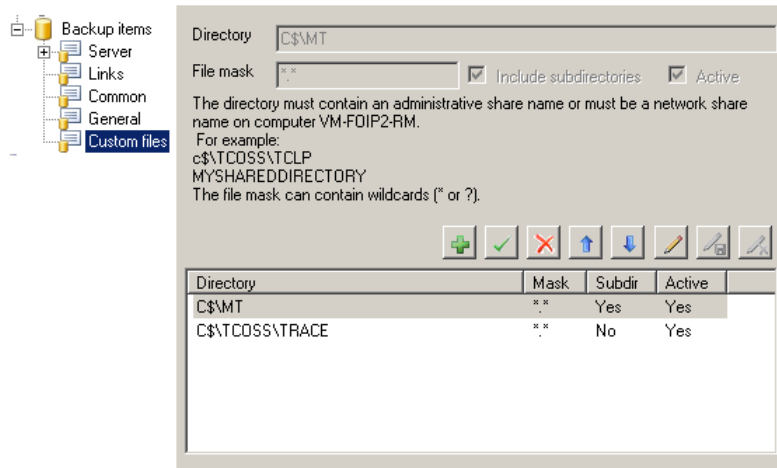 Backup items
Server
Links
Common
General
Custom files
Directory C$\MT
File mask *.* Include subdirectories Active
The directory must contain an administrative share name or must be a network share
name on computer VM-FOIP2-RM.
For example:
c$\TCOSS\TCLP
MYSHAREDDIRECTORY
The file mask can contain wildcards (* or ?).
Directory Mask Subdir Active
C$\MT *.* Yes Yes
C$\TCOSS\TRACE *.* No Yes